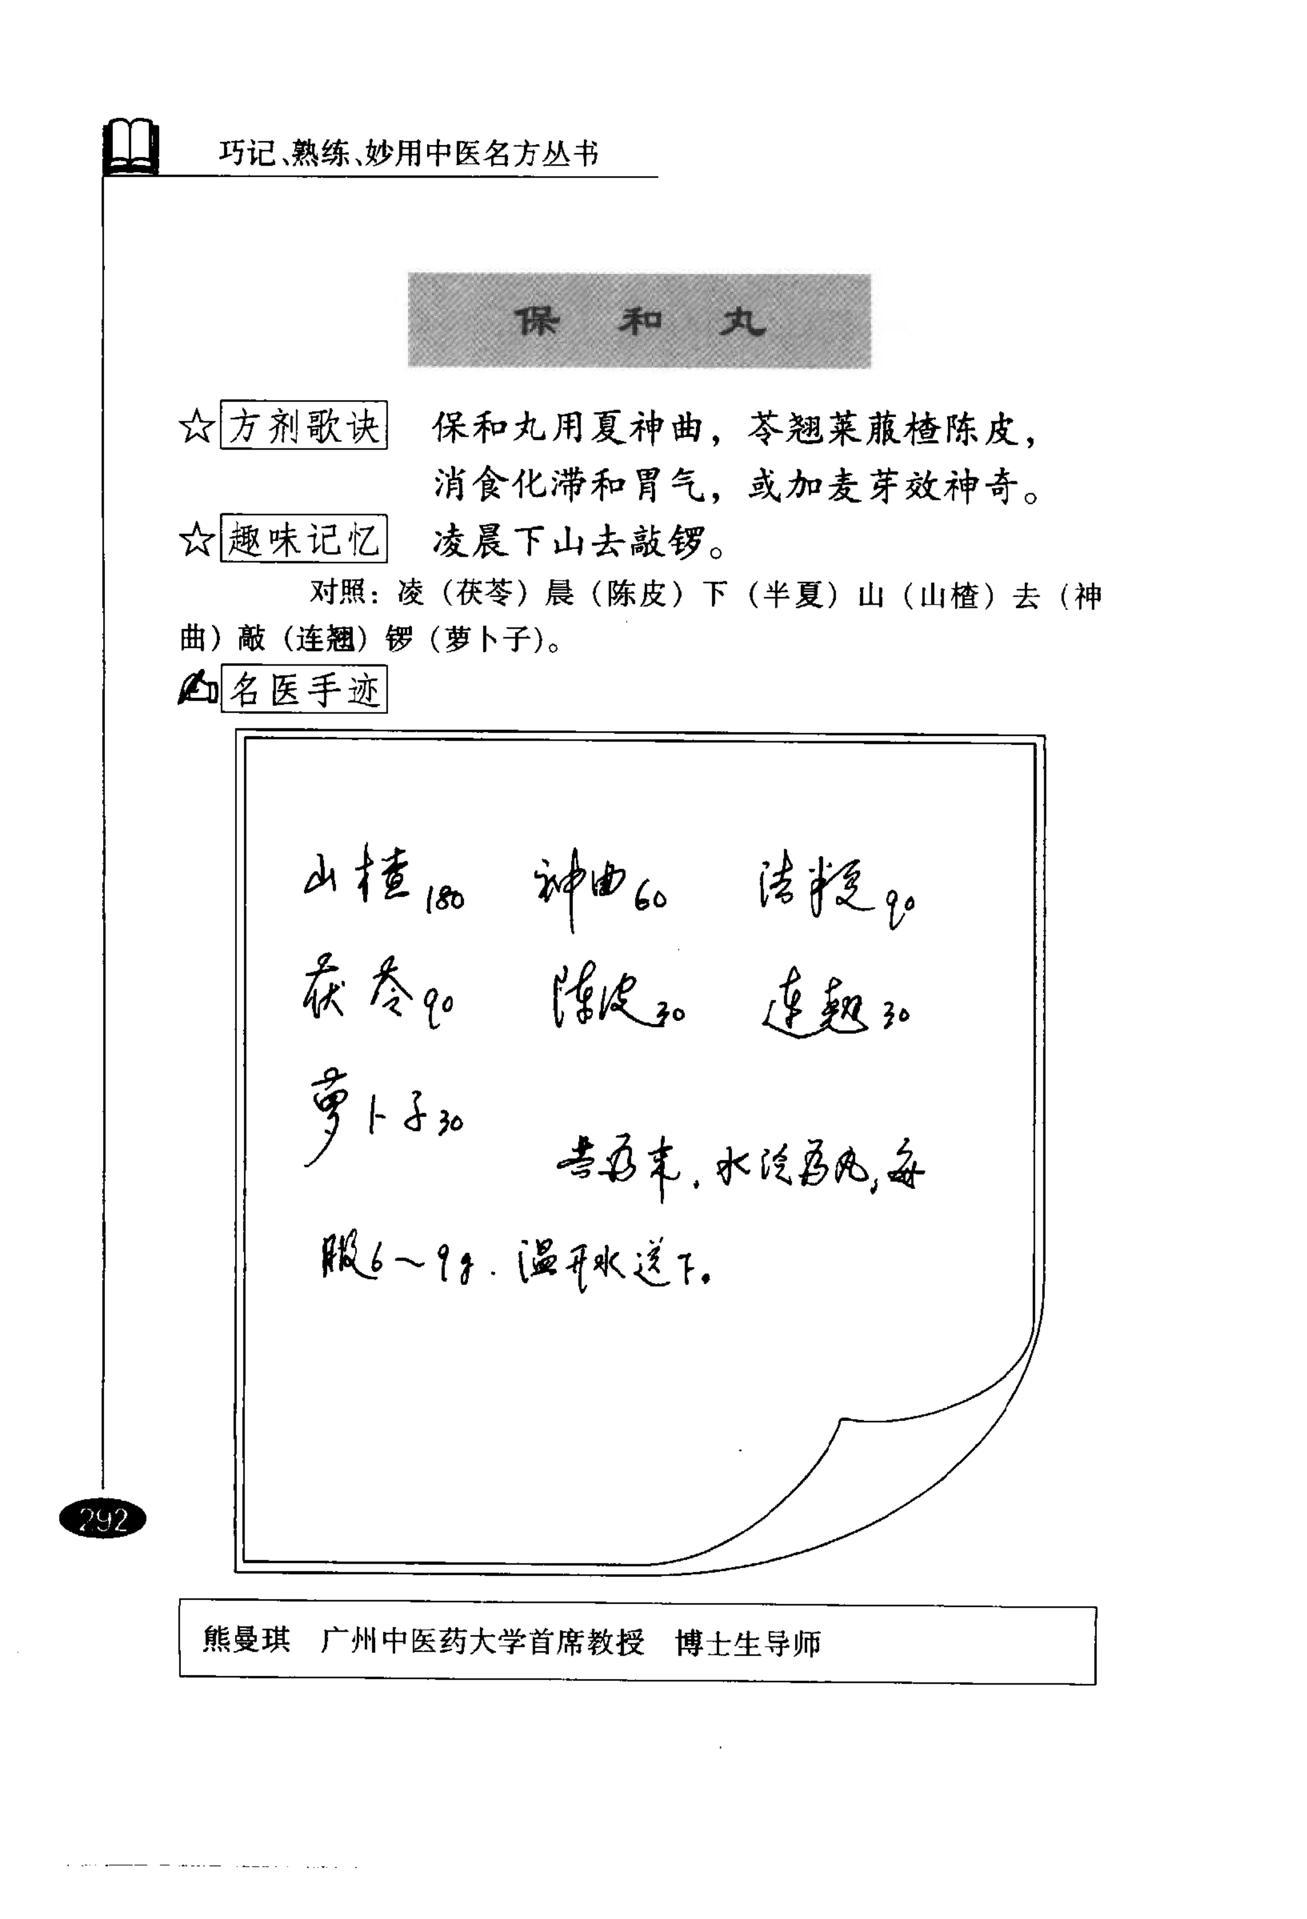 巧记、熟练、妙用中医名方丛书
保和丸
☆方剂歌诀 保和丸用夏神曲，苓翘莱菔楂陈皮，
消食化滞和胃气，或加麦芽效神奇。
☆趣味记忆 凌晨下山去敲锣。
对照：凌（茯苓）晨（陈皮）下（半夏）山（山楂）去（神
曲）敲（连翘）锣（萝卜子）。
名医手迹
山楂180 神曲60 法半夏90
茯苓90 陈皮30 连翘30
萝卜子30
共为末，水泛为丸，每
服6～9g．温开水送下。
292
熊曼琪 广州中医药大学首席教授 博士生导师